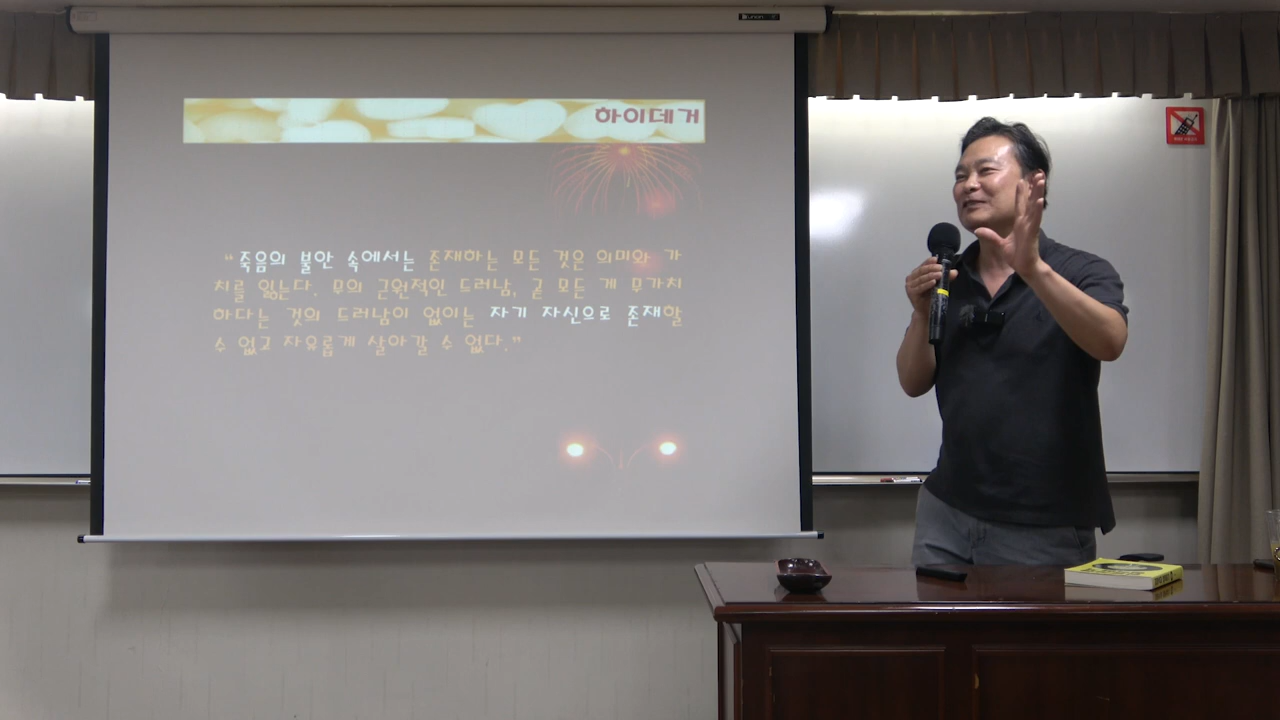 하이데거
“죽음의 불안 속에서는 존재하는 모든 것은 의미와 가
치를 잃는다. 무의 근원적인 드러남, 곧 모든 게 무가치
하다는 것의 드러남이 없이는 자기 자신으로 존재할
수 없고 자유롭게 살아갈 수 없다.”